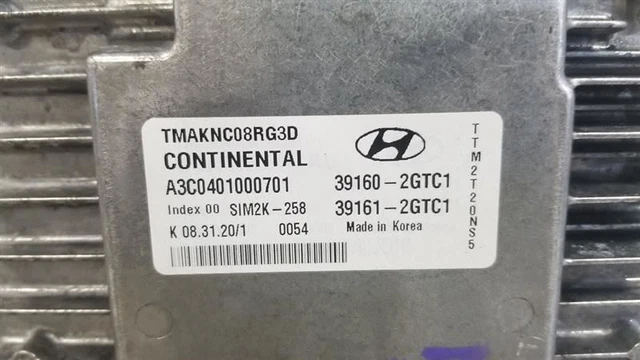 TMAKNC08RG3D
CONTINENTAL
A3C0401000701 39160-2GTC1
Index 00 SIM2K-258 39161-2GTC1
K 08.31.20/1 0054 Made in Korea
TTM2T20NS5